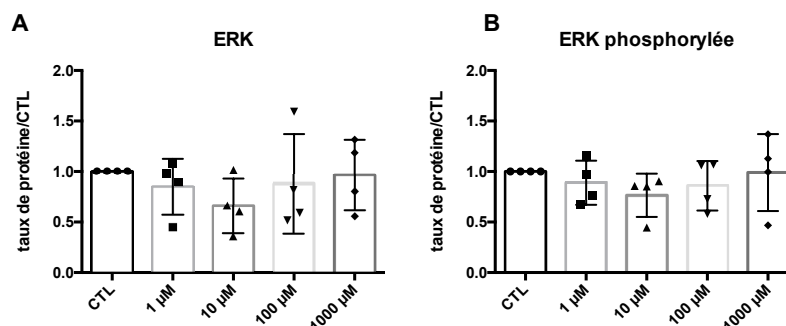 A
ERK
taux de protéine/CTL
2.0
1.5
1.0
0.5
0.0
CTL
1 µM
10 µM
100 µM
1000 µM
B
ERK phosphorylée
taux de protéine/CTL
2.0
1.5
1.0
0.5
0.0
CTL
1 µM
10 µM
100 µM
1000 µM